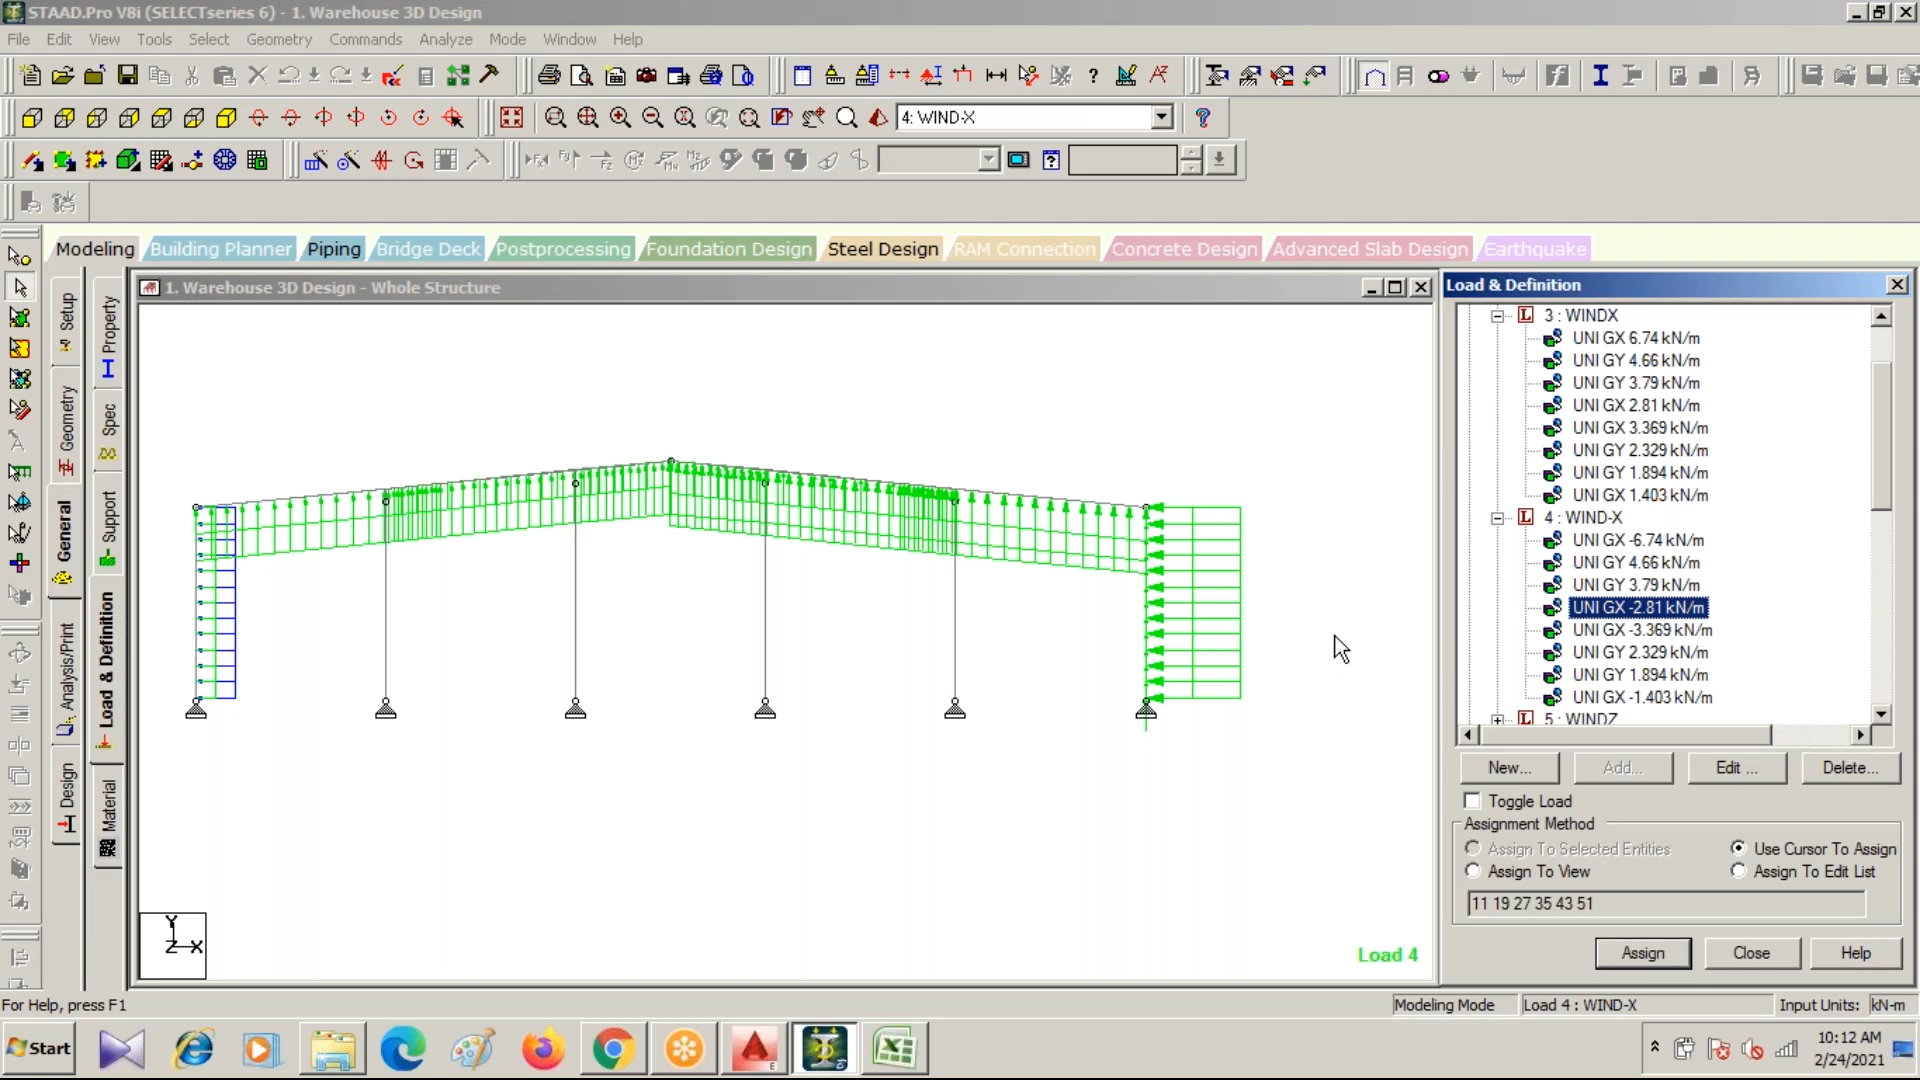 STAAD.Pro V8i (SELECTseries 6) - 1. Warehouse 3D Design
File Edit View Tools Select Geometry Commands Analyze Mode Window Help
4: WIND-X
Modeling Building Planner Piping Bridge Deck Postprocessing Foundation Design Steel Design RAM Connection Concrete Design Advanced Slab Design Earthquake
Setup
Geometry
General
Analysis/Print
Design
Property
Spec
Support
Load & Definition
Material
1. Warehouse 3D Design - Whole Structure
Y
Z X
Load 4
Load & Definition
3 : WINDX
UNI GX 6.74 kN/m
UNI GY 4.66 kN/m
UNI GY 3.79 kN/m
UNI GX 2.81 kN/m
UNI GX 3.369 kN/m
UNI GY 2.329 kN/m
UNI GY 1.894 kN/m
UNI GX 1.403 kN/m
4 : WIND-X
UNI GX -6.74 kN/m
UNI GY 4.66 kN/m
UNI GY 3.79 kN/m
UNI GX -2.81 kN/m
UNI GX -3.369 kN/m
UNI GY 2.329 kN/m
UNI GY 1.894 kN/m
UNI GX -1.403 kN/m
5 : WINDZ
New... Add... Edit ... Delete...
Toggle Load
Assignment Method
Assign To Selected Entities Use Cursor To Assign
Assign To View Assign To Edit List
11 19 27 35 43 51
Assign Close Help
For Help, press F1 Modeling Mode Load 4 : WIND-X Input Units: kN-m
Start
10:12 AM
2/24/2021